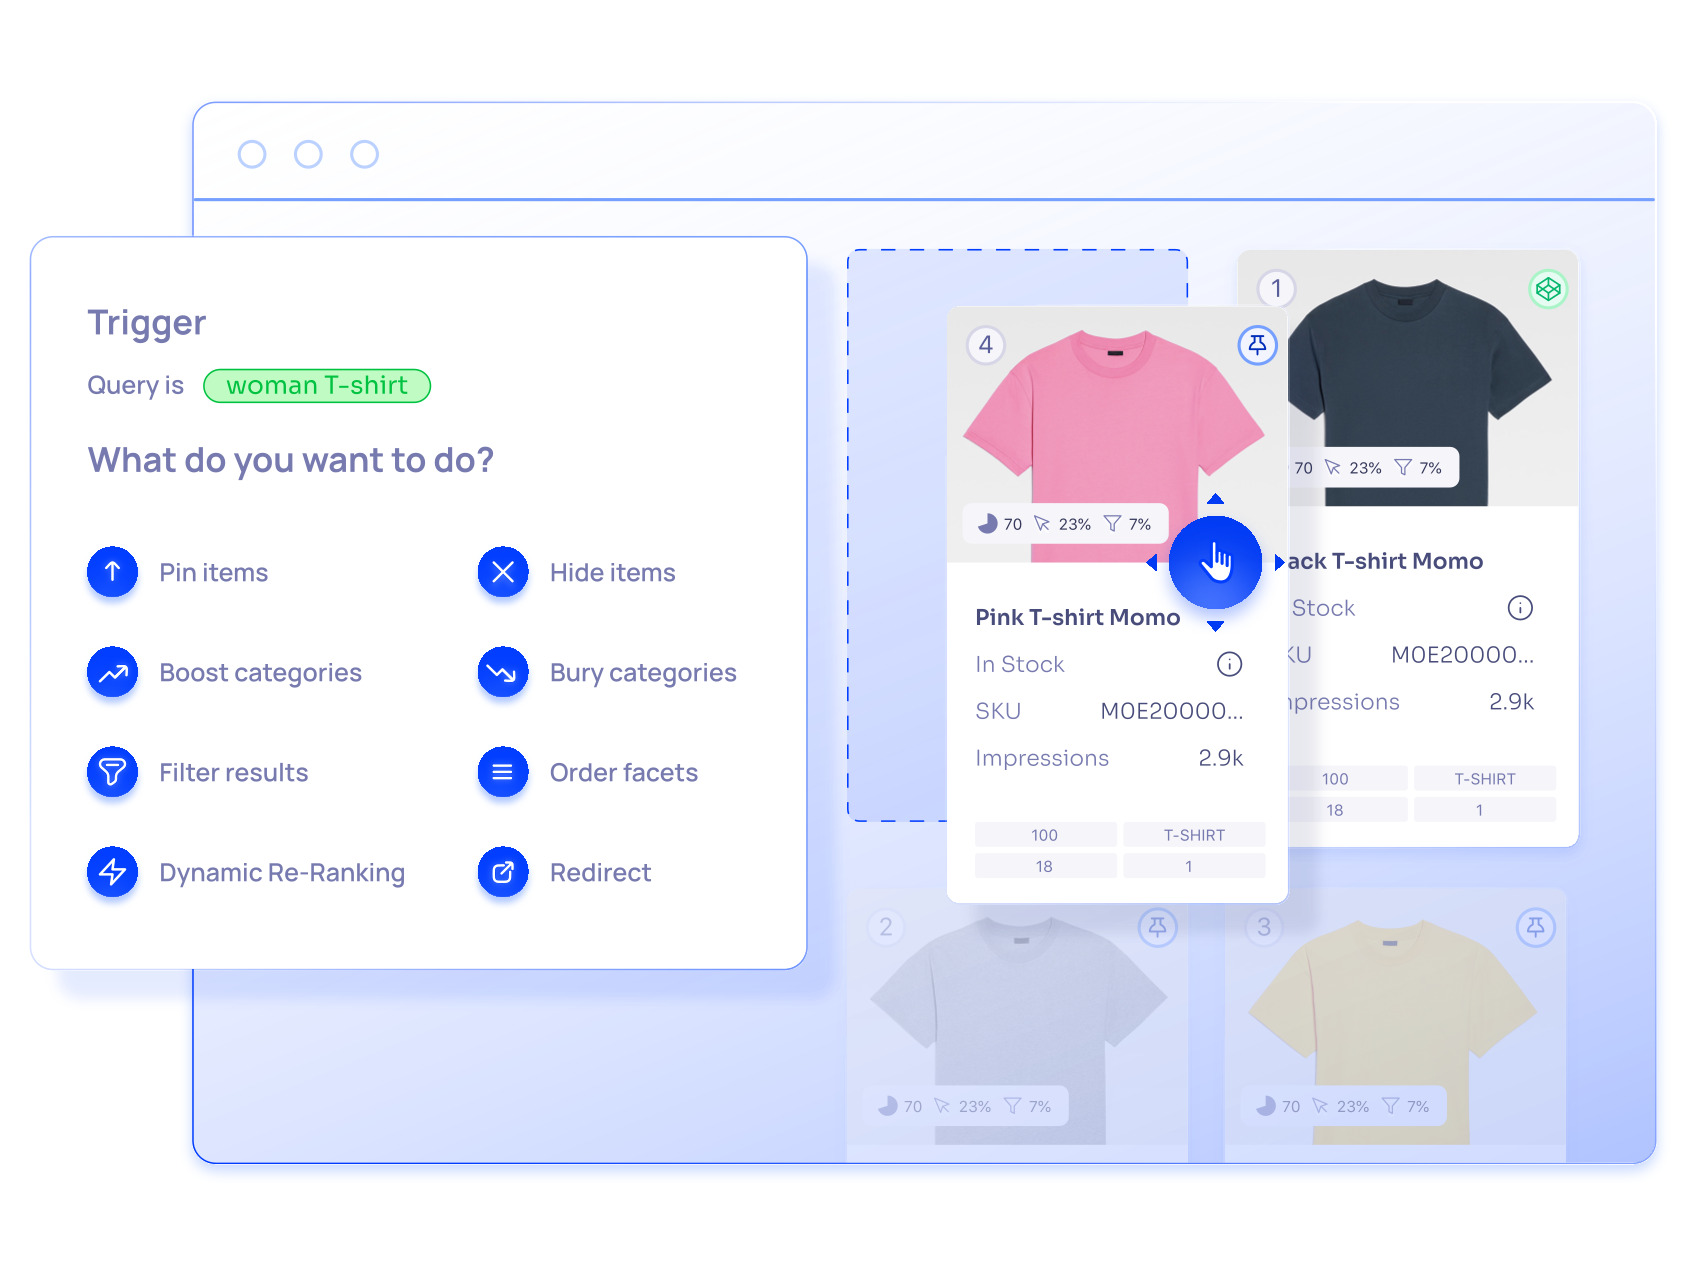 Trigger
Query is woman T-shirt
What do you want to do?
Pin items
Hide items
Boost categories
Bury categories
Filter results
Order facets
Dynamic Re-Ranking
Redirect
4
70 23% 7%
Pink T-shirt Momo
In Stock
SKU M0E20000...
Impressions 2.9k
100 T-SHIRT
18 1
1
70 23% 7%
ack T-shirt Momo
Stock
KU M0E20000...
npressions 2.9k
100 T-SHIRT
18 1
2
70 23% 7%
3
70 23% 7%